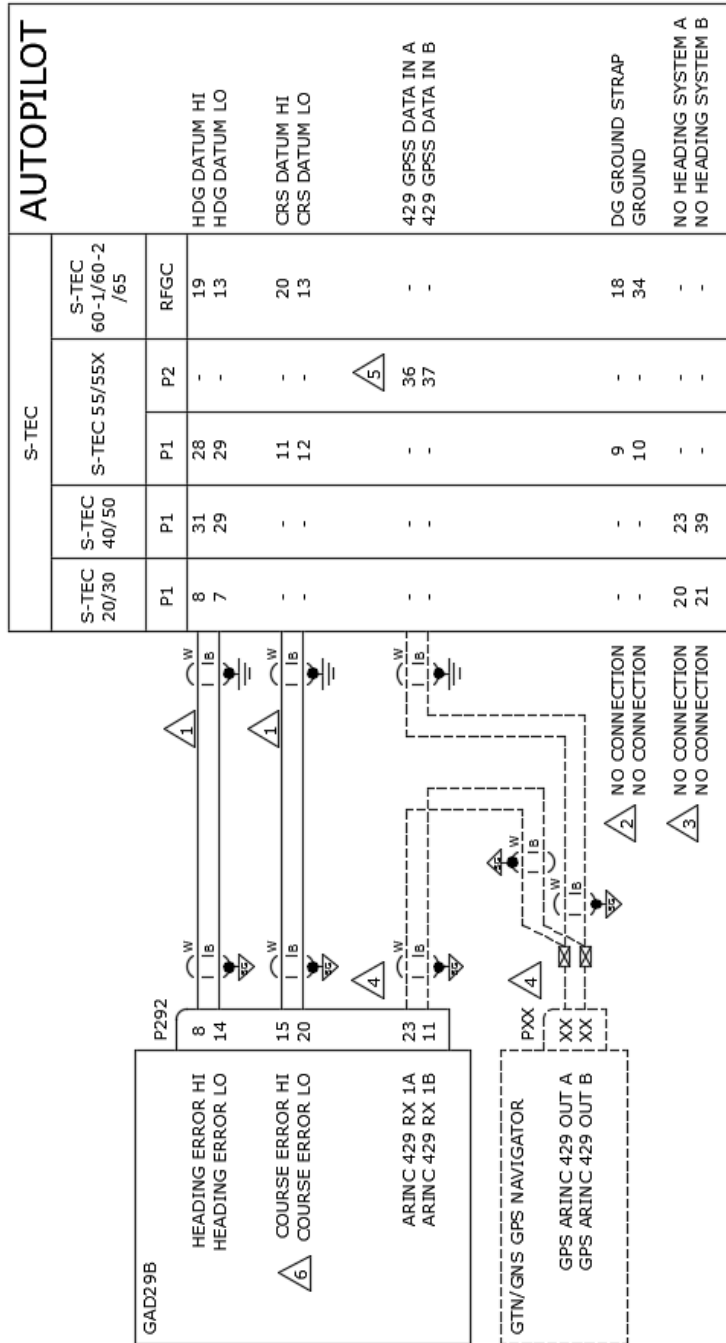 AUTOPILOT
S-TEC
S-TEC 20/30
S-TEC 40/50
S-TEC 55/55X
S-TEC 60-1/60-2 /65
P1
P1
P1
P2
RFGC
8 31 28 - 19 HDG DATUM HI
7 29 29 - 13 HDG DATUM LO
- - 11 - 20 CRS DATUM HI
- - 12 - 13 CRS DATUM LO
5
- - - 36 - 429 GPSS DATA IN A
- - - 37 - 429 GPSS DATA IN B
- - 9 - 18 DG GROUND STRAP
- - 10 - 34 GROUND
20 23 - - - NO HEADING SYSTEM A
21 39 - - - NO HEADING SYSTEM B
GAD29B
P292
HEADING ERROR HI 8
HEADING ERROR LO 14
W
B
SG
1
W
B
6
COURSE ERROR HI 15
COURSE ERROR LO 20
W
B
SG
1
W
B
4
ARINC 429 RX 1A 23
ARINC 429 RX 1B 11
W
B
SG
W
B
GTN/GNS GPS NAVIGATOR
PXX
4
GPS ARINC 429 OUT A XX
GPS ARINC 429 OUT B XX
W
B
SG
W
B
SG
2
NO CONNECTION
NO CONNECTION
3
NO CONNECTION
NO CONNECTION